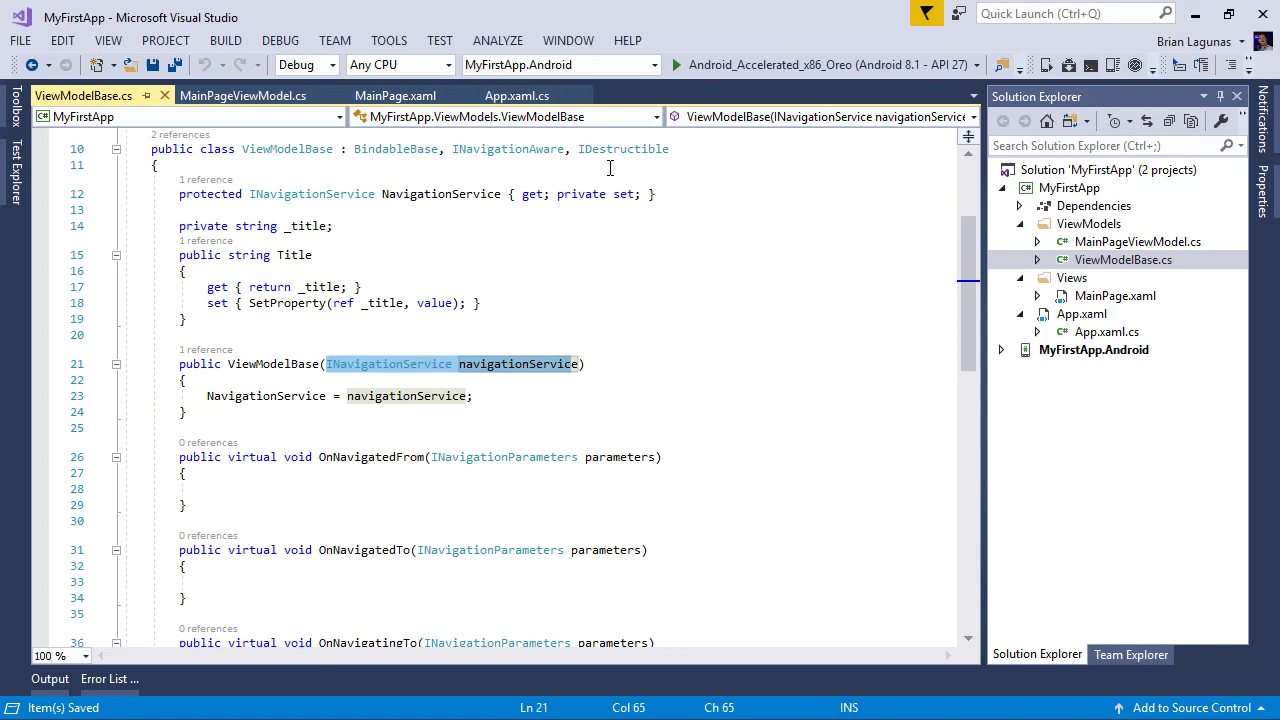 MyFirstApp - Microsoft Visual Studio
Quick Launch (Ctrl+Q)
FILE EDIT VIEW PROJECT BUILD DEBUG TEAM TOOLS TEST ANALYZE WINDOW HELP
Brian Lagunas
Debug Any CPU MyFirstApp.Android Android_Accelerated_x86_Oreo (Android 8.1 - API 27)
Toolbox
Test Explorer
ViewModelBase.cs MainPageViewModel.cs MainPage.xaml App.xaml.cs
MyFirstApp MyFirstApp.ViewModels.ViewModelBase ViewModelBase(INavigationService navigationService
2 references
10 public class ViewModelBase : BindableBase, INavigationAware, IDestructible
11 {
1 reference
12 protected INavigationService NavigationService { get; private set; }
13
14 private string _title;
1 reference
15 public string Title
16 {
17 get { return _title; }
18 set { SetProperty(ref _title, value); }
19 }
20
1 reference
21 public ViewModelBase(INavigationService navigationService)
22 {
23 NavigationService = navigationService;
24 }
25
0 references
26 public virtual void OnNavigatedFrom(INavigationParameters parameters)
27 {
28
29 }
30
0 references
31 public virtual void OnNavigatedTo(INavigationParameters parameters)
32 {
33
34 }
35
0 references
36 public virtual void OnNavigatingTo(INavigationParameters parameters)
100 %
Solution Explorer
Search Solution Explorer (Ctrl+;)
Solution 'MyFirstApp' (2 projects)
MyFirstApp
Dependencies
ViewModels
MainPageViewModel.cs
ViewModelBase.cs
Views
MainPage.xaml
App.xaml
App.xaml.cs
MyFirstApp.Android
Solution Explorer Team Explorer
Notifications
Properties
Output Error List ...
Item(s) Saved Ln 21 Col 65 Ch 65 INS Add to Source Control